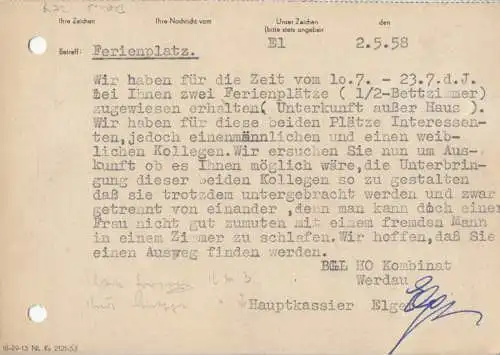 Ihre Zeichen Ihre Nachricht vom Unser Zeichen den
(bitte stets angeben)
El 2.5.58
Betreff: Ferienplatz.
Wir haben für die Zeit vom 10.7. - 23.7.d.J.
bei Ihnen zwei Ferienplätze ( 1/2-Bettzimmer)
zugewiesen erhalten( Unterkunft außer Haus ).
Wir haben für diese beiden Plätze Interessen-
ten, jedoch einenmännlichen und einen weib-
lichen Kollegen.Wir ersuchen Sie nun um Aus-
kunft ob es Ihnen möglich wäre,die Unterbrin-
gung dieser beiden Kollegen so zu gestalten
daß sie trotzdem untergebracht werden und zwar
getrennt von einander ,denn man kann doch einer
Frau nicht gut zumuten mit einem fremden Mann
in einem Zimmer zu schlafen.Wir hoffen,daß Sie
einen Ausweg finden werden.
BGL HO Kombinat
Werdau
Hauptkassier Elge